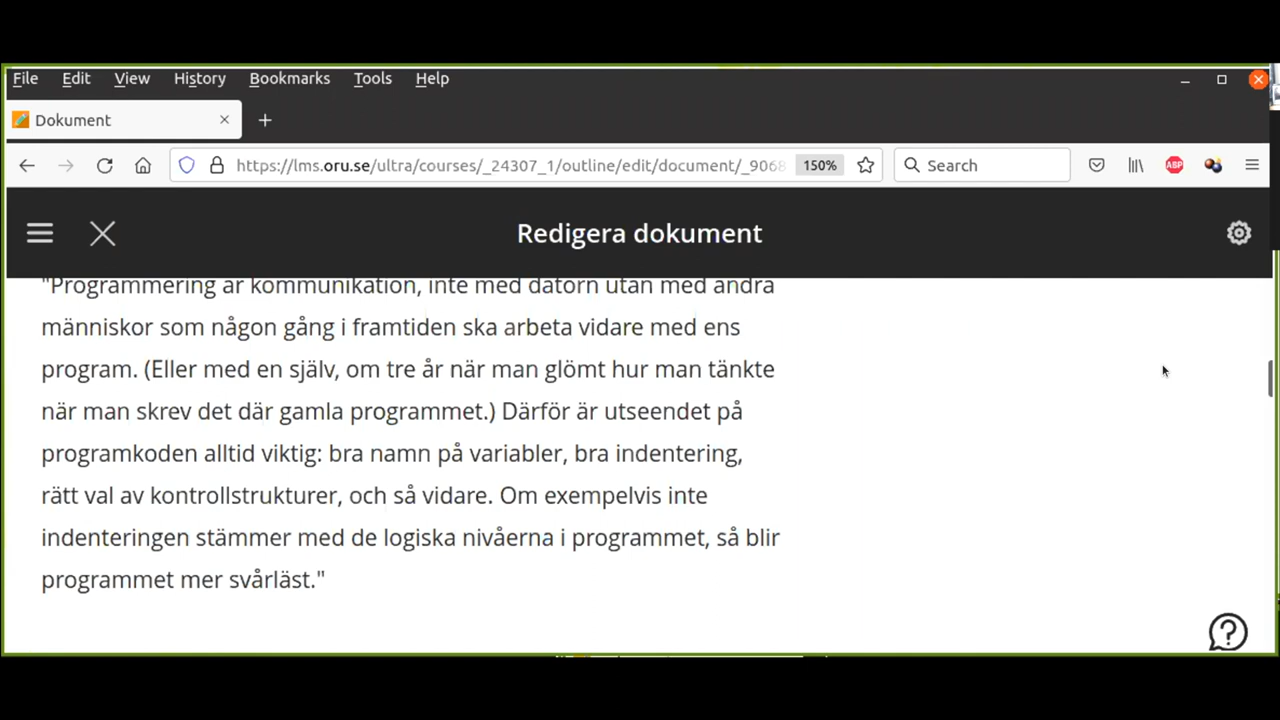 File Edit View History Bookmarks Tools Help
Dokument
https://lms.oru.se/ultra/courses/_24307_1/outline/edit/document/_9068 150% Search
ABP
Redigera dokument
"Programmering är kommunikation, inte med datorn utan med andra
människor som någon gång i framtiden ska arbeta vidare med ens
program. (Eller med en själv, om tre år när man glömt hur man tänkte
när man skrev det där gamla programmet.) Därför är utseendet på
programkoden alltid viktig: bra namn på variabler, bra indentering,
rätt val av kontrollstrukturer, och så vidare. Om exempelvis inte
indenteringen stämmer med de logiska nivåerna i programmet, så blir
programmet mer svårläst."